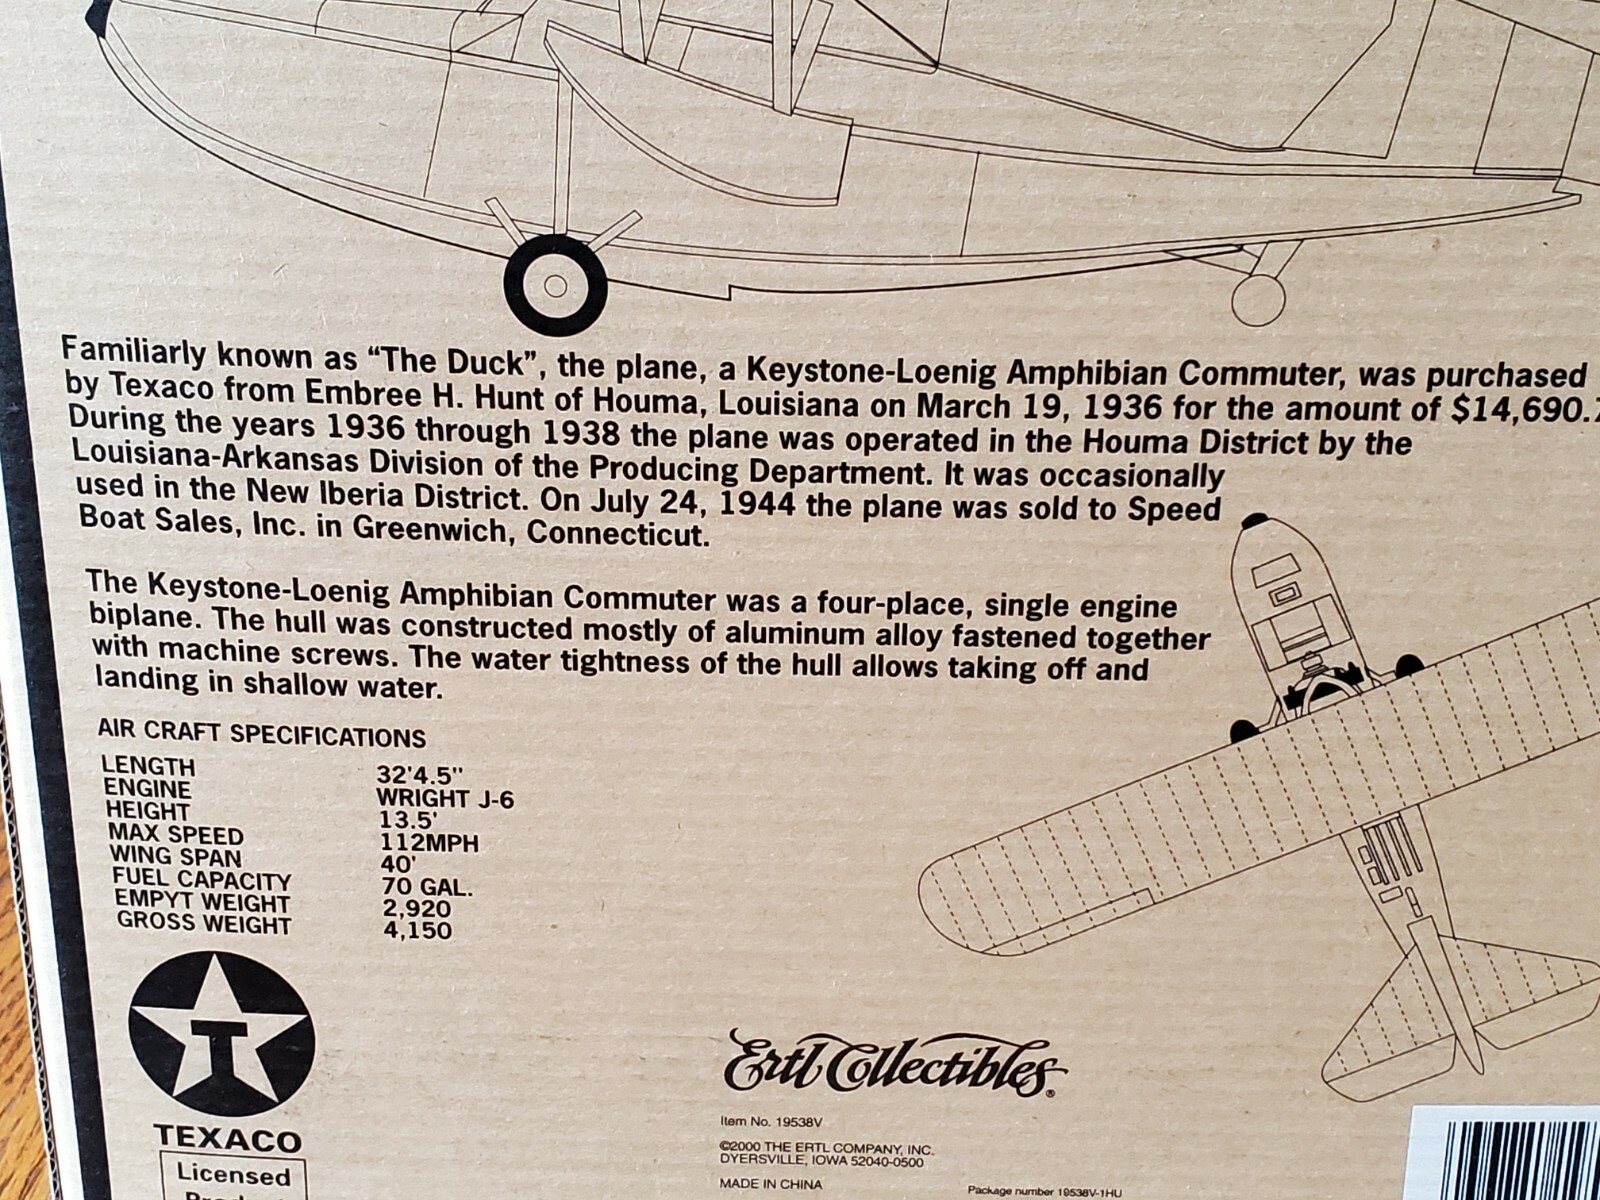 Familiarly known as “The Duck”, the plane, a Keystone-Loenig Amphibian Commuter, was purchased
by Texaco from Embree H. Hunt of Houma, Louisiana on March 19, 1936 for the amount of $14,690.
During the years 1936 through 1938 the plane was operated in the Houma District by the
Louisiana-Arkansas Division of the Producing Department. It was occasionally
used in the New Iberia District. On July 24, 1944 the plane was sold to Speed
Boat Sales, Inc. in Greenwich, Connecticut.
The Keystone-Loenig Amphibian Commuter was a four-place, single engine
biplane. The hull was constructed mostly of aluminum alloy fastened together
with machine screws. The water tightness of the hull allows taking off and
landing in shallow water.
AIR CRAFT SPECIFICATIONS
LENGTH 32'4.5"
ENGINE WRIGHT J-6
HEIGHT 13.5'
MAX SPEED 112MPH
WING SPAN 40'
FUEL CAPACITY 70 GAL.
EMPYT WEIGHT 2,920
GROSS WEIGHT 4,150
T
TEXACO
Licensed
Ertl Collectibles®
Item No. 19538V
©2000 THE ERTL COMPANY, INC.
DYERSVILLE, IOWA 52040-0500
MADE IN CHINA
Package number 19538V-1HU